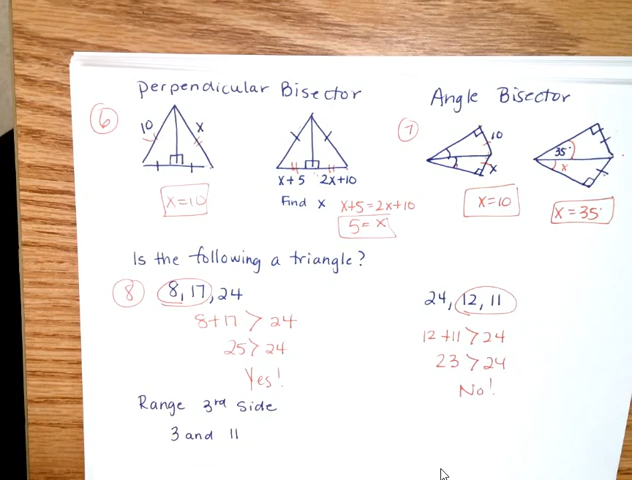 Perpendicular Bisector
Angle Bisector
6
10
x
x=10
x+5 2x+10
Find x
x+5=2x+10
5=x
7
10
x
x=10
35°
x
x=35°
Is the following a triangle?
8
8, 17, 24
8+17 > 24
25 > 24
Yes!
24, 12, 11
12+11 > 24
23 > 24
No!
Range 3rd Side
3 and 11